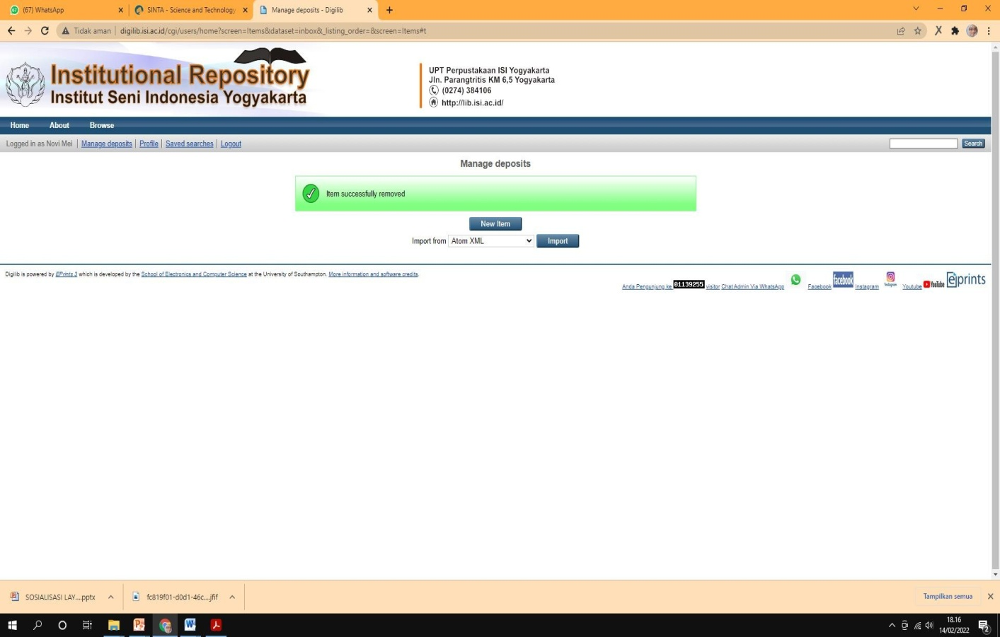 (67) WhatsApp
SINTA - Science and Technology
Manage deposits - Digilib
Tidak aman | digilib.isi.ac.id/cgi/users/home?screen=Items&dataset=inbox&_listing_order=&screen=Items#t
Institutional Repository
Institut Seni Indonesia Yogyakarta
UPT Perpustakaan ISI Yogyakarta
Jln. Parangtritis KM 6,5 Yogyakarta
(0274) 384106
http://lib.isi.ac.id/
Home About Browse
Logged in as Novi Mei | Manage deposits | Profile | Saved searches | Logout
Search
Manage deposits
Item successfully removed
New Item
Import from Atom XML Import
Digilib is powered by EPrints 3 which is developed by the School of Electronics and Computer Science at the University of Southampton. More information and software credits.
Anda Pengunjung ke 01139255 visitor Chat Admin Via WhatsApp Facebook facebook Instagram Instagram Youtube YouTube eprints
SOSIALISASI LAY....pptx
fc819f01-d0d1-46c....jfif
Tampilkan semua
18.16
14/02/2022
2